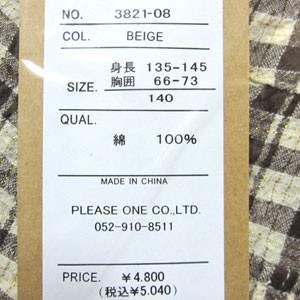 NO. 3821-08
COL. BEIGE
身長 135-145
SIZE. 胸囲 66-73
140
QUAL.
綿 100%
MADE IN CHINA
PLEASE ONE CO.,LTD.
052-910-8511
PRICE. ¥4.800
(税込¥5.040)